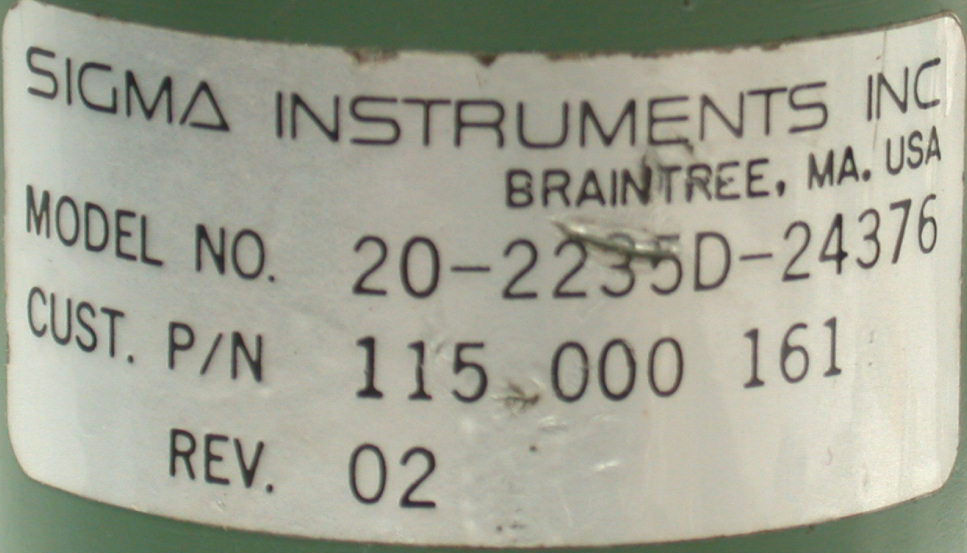 SIGMA INSTRUMENTS INC
BRAINTREE, MA. USA
MODEL NO. 20-2235D-24376
CUST. P/N 115 000 161
REV. 02